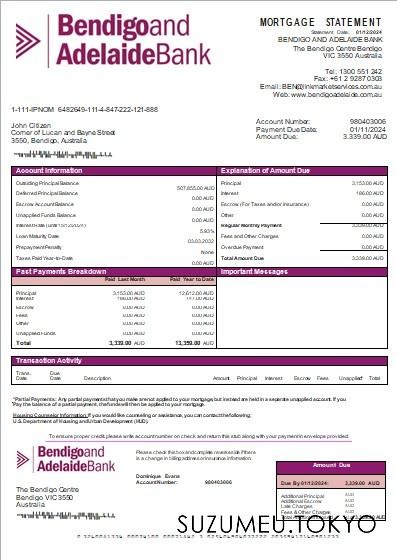 Bendigoand
AdelaideBank
MORTGAGE STATEMENT
Statement Date: 01/12/2024
BENDIGO AND ADELAIDE BANK
The Bendigo Centre Bendigo
VIC 3550 Australia
Tel: 1300 551 242
Fax: +61 2 9287 0303
Email: BEN@linkmarketservices.com.au
Web: www.bendigoadelaide.com.au
1-111-IPNOM 6482649-111-4-847-222-121-888
John Citizen
Corner of Lucan and Bayne Street
3550, Bendigo, Australia
Account Number: 980403006
Payment Due Date: 01/11/2024
Amount Due: 3,339.00 AUD
Account Information
Outstanding Principal Balance 507,855.00 AUD
Deferred Principal Balance 0.00 AUD
Escrow Account Balance 0.00 AUD
Unapplied Funds Balance 0.00 AUD
Interest Rate (until 15/12/2024) 5.93%
Loan Maturity Date 03.03.2032
Prepayment Penalty None
Taxes Paid Year-to-Date 0.00 AUD
Explanation of Amount Due
Principal 3,153.00 AUD
Interest 186.00 AUD
Escrow (For Taxes and/or Insurance) 0.00 AUD
Other 0.00 AUD
Regular Monthly Payment 3,339.00 AUD
Fees and Other Charges 0.00 AUD
Overdue Payment 0.00 AUD
Total Amount Due 3,339.00 AUD
Past Payments Breakdown
Paid Last Month Paid Year to Date
Principal 3,153.00 AUD 12,612.00 AUD
Interest 186.00 AUD 747.00 AUD
Escrow 0.00 AUD 0.00 AUD
Fees 0.00 AUD 0.00 AUD
Other 0.00 AUD 0.00 AUD
Unapplied Funds 0.00 AUD 0.00 AUD
Total 3,339.00 AUD 13,359.00 AUD
Important Messages
Transaction Activity
Trans. Date Due Date Description Amount Principal Interest Escrow Fees Unapplied* Total
*Partial Payments: Any partial payments that you make are not applied to your mortgage but instead are held in a separate unapplied account. If you
Pay the balance of a partial payment, the funds will then be applied to your mortgage.
Housing Counselor Information: If you would like counseling or assistance, you can contact the following:
U.S. Department of Housing and Urban Development (HUD).
To ensure proper credit please write account number on check and return this stub along with your payment in envelope provided.
Bendigoand
AdelaideBank
Please check this box and complete reverse side if there
is a change in billing address or insurance information.
Dominique Evans
Account Number: 980403006
The Bendigo Centre
Bendigo VIC 3550
Australia
Amount Due
Due By 01/12/2024: 3,339.00 AUD
Additional Principal AUD
Additional Escrow AUD
Late Charges AUD
Fees & Other Charges AUD
SUZUMEU.TOKYO